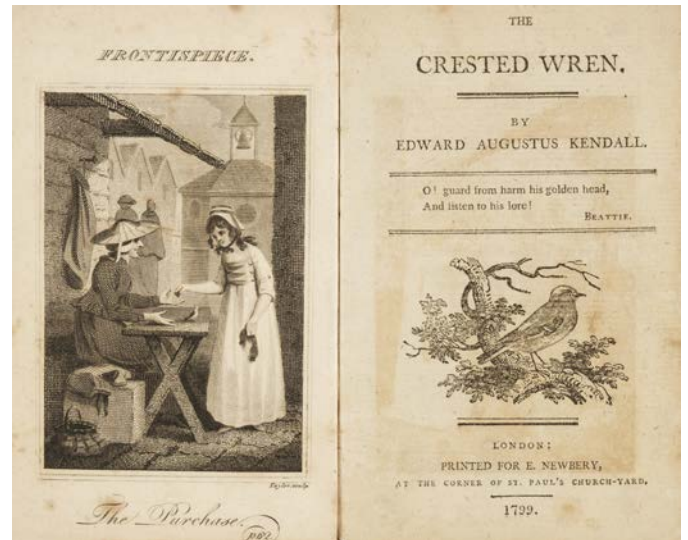 FRONTISPIECE.
The Purchase.
THE
CRESTED WREN.
BY
EDWARD AUGUSTUS KENDALL.
O! guard from harm his golden head,
And listen to his lore!
BEATTIE.
LONDON:
PRINTED FOR E. NEWBERY,
AT THE CORNER OF ST. PAUL'S CHURCH-YARD.
1799.